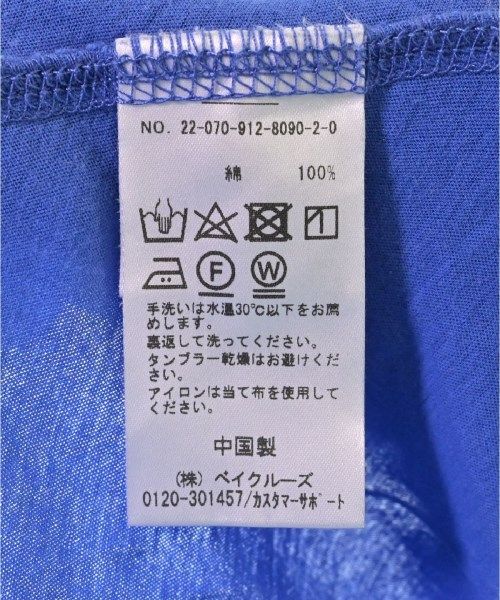 NO. 22-070-912-8090-2-0
綿 100%
F W
手洗いは水温30℃以下をお薦
めします。
裏返して洗ってください。
タンブラー乾燥はお避けくださ
い。
アイロンは当て布を使用して
ください。
中国製
(株) ベイクルーズ
0120-301457/カスタマーサポート